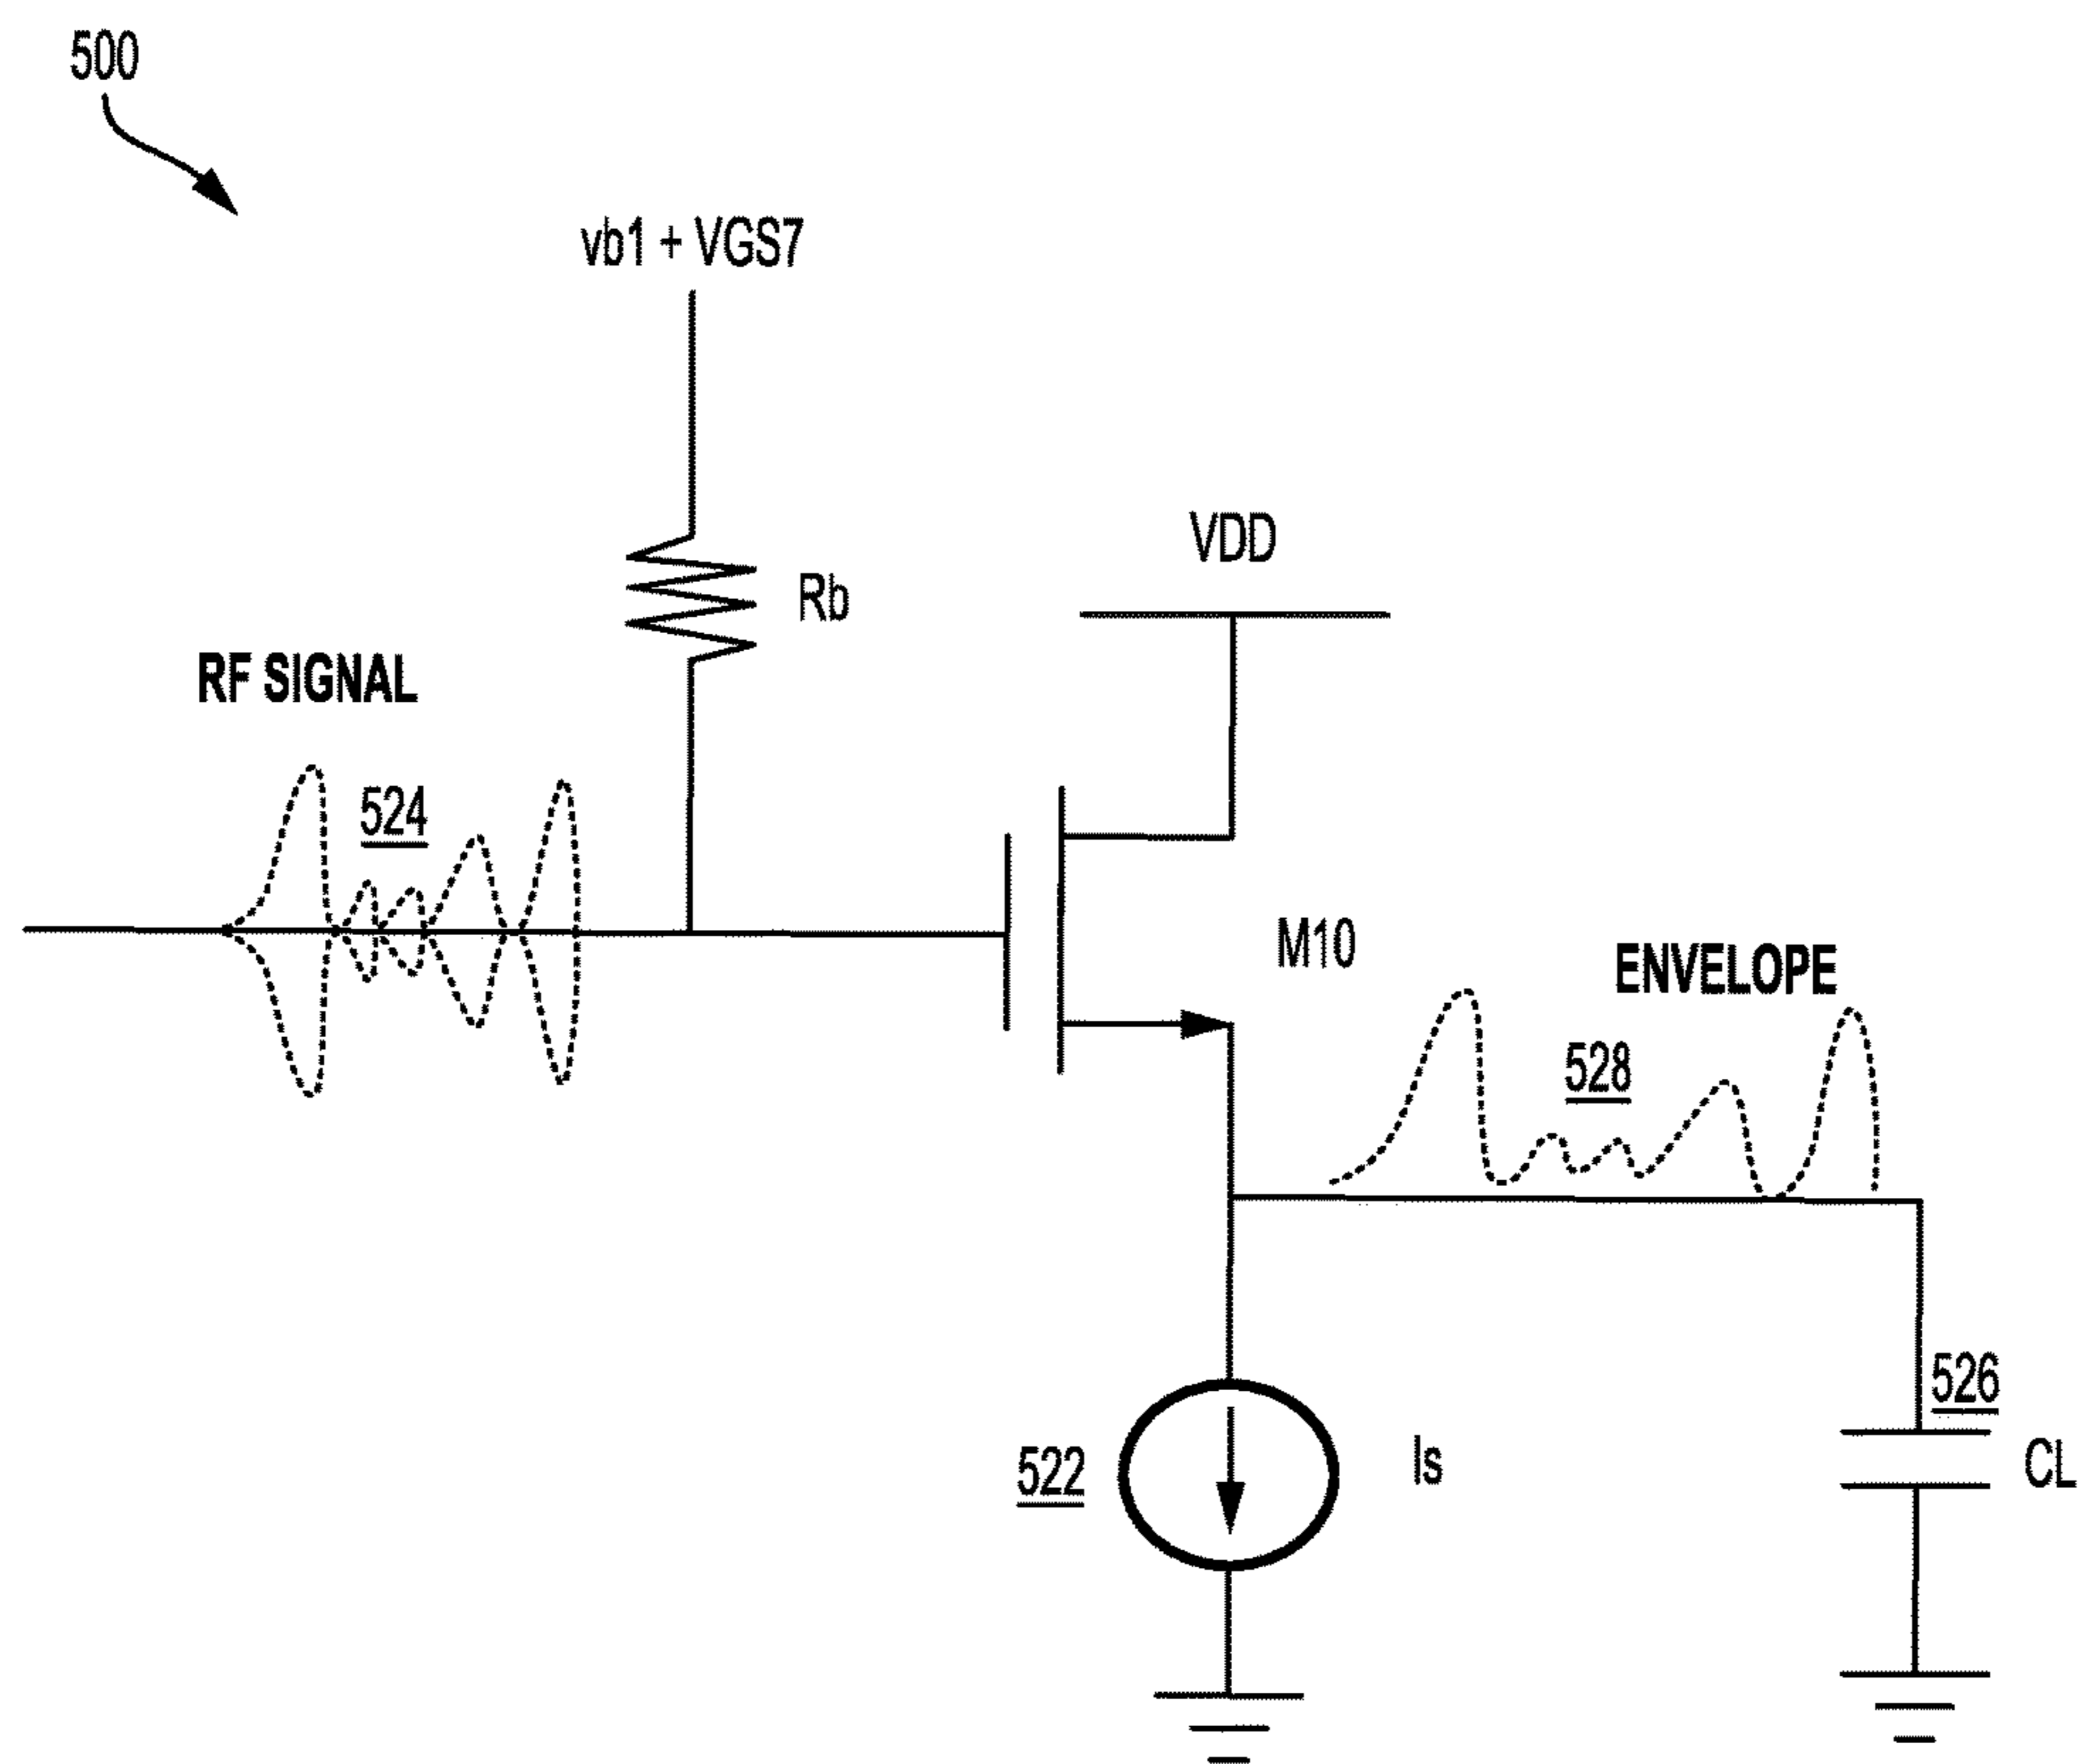 500
vb1 + VGS7
VDD
Rb
RF SIGNAL
524
M10
ENVELOPE
528
526
522
Is
CL